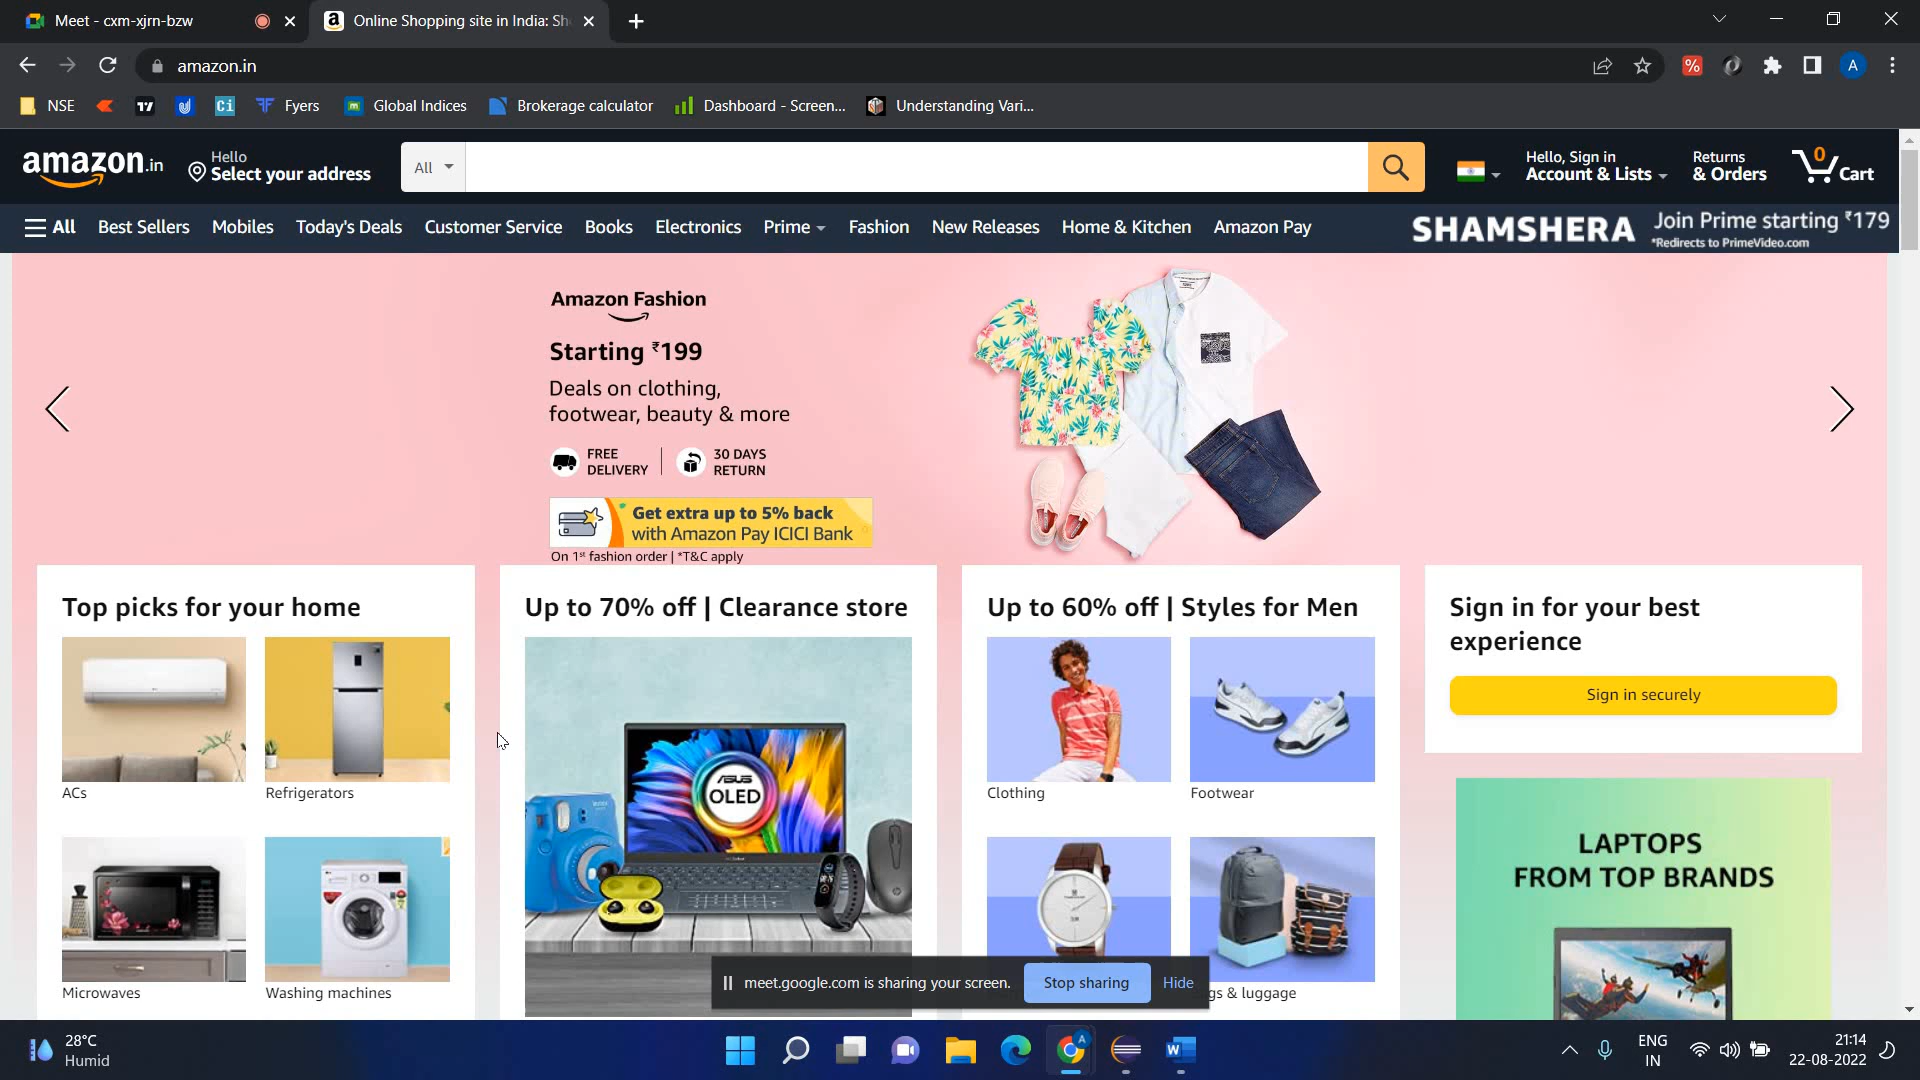 Meet - cxm-xjrn-bzw
Online Shopping site in India: Sh
amazon.in
NSE
Ci
Fyers
Global Indices
Brokerage calculator
Dashboard - Screen...
Understanding Vari...
A
amazon.in
Hello
Select your address
All
Hello, Sign in
Account & Lists
Returns
& Orders
0
Cart
All
Best Sellers
Mobiles
Today's Deals
Customer Service
Books
Electronics
Prime
Fashion
New Releases
Home & Kitchen
Amazon Pay
SHAMSHERA
Join Prime starting ₹179
*Redirects to PrimeVideo.com
Amazon Fashion
Starting ₹199
Deals on clothing,
footwear, beauty & more
FREE
DELIVERY
30 DAYS
RETURN
Get extra up to 5% back
with Amazon Pay ICICI Bank
On 1st fashion order | *T&C apply
Top picks for your home
ACs
Refrigerators
Microwaves
Washing machines
Up to 70% off | Clearance store
ASUS
OLED
Up to 60% off | Styles for Men
Clothing
Footwear
gs & luggage
Sign in for your best
experience
Sign in securely
LAPTOPS
FROM TOP BRANDS
meet.google.com is sharing your screen.
Stop sharing
Hide
28°C
Humid
A
W
ENG
IN
21:14
22-08-2022